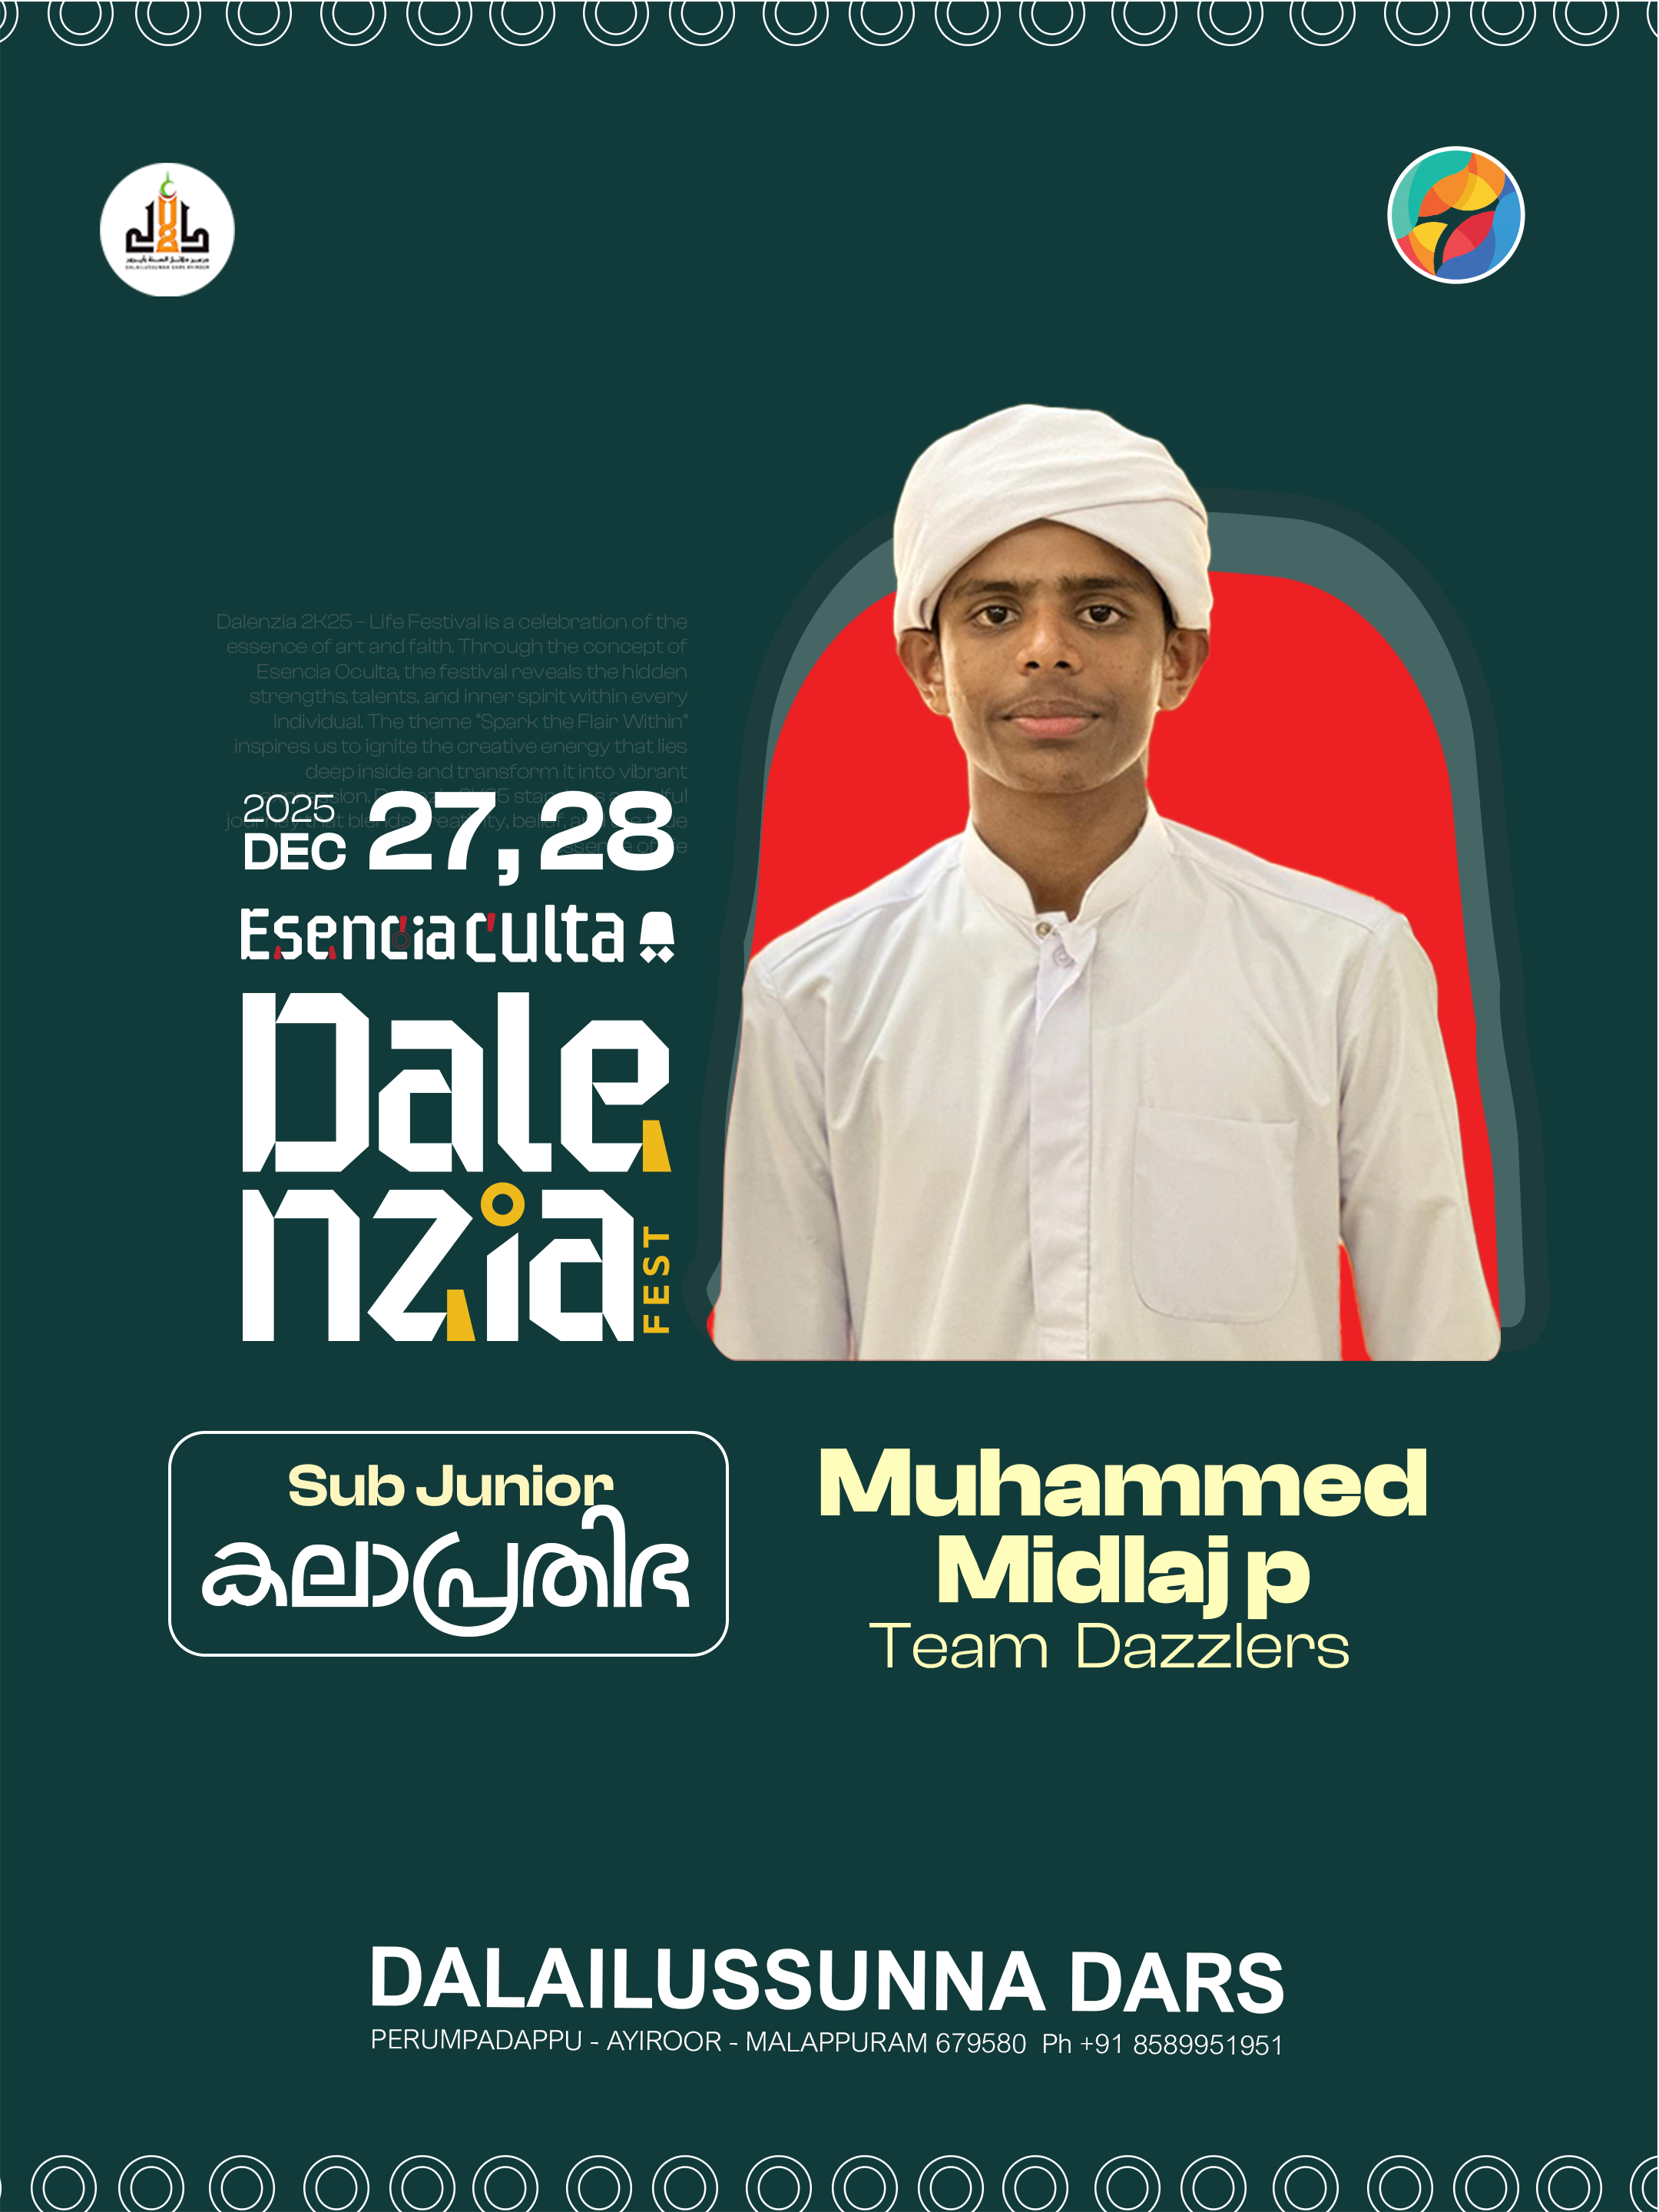 DALAILUSSUNNA DARS AYIROOR
Dalenzia 2K25 – Life Festival is a celebration of the
essence of art and faith. Through the concept of
Esencia Oculta, the festival reveals the hidden
strengths, talents, and inner spirit within every
individual. The theme "Spark the Flair Within"
inspires us to ignite the creative energy that lies
deep inside and transform it into vibrant
2025
DEC 27, 28
Esencia Culta
Dale
nzia
FEST
Sub Junior
കലാപ്രതിഭ
Muhammed
Midlaj p
Team Dazzlers
DALAILUSSUNNA DARS
PERUMPADAPPU - AYIROOR - MALAPPURAM 679580 Ph +91 8589951951